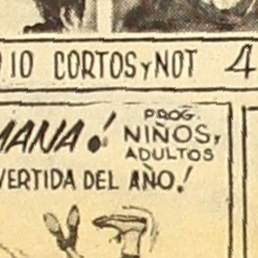 10 CORTOS Y NOT 4
MANA!
PROG.
NIÑOS,
ADULTOS
VERTIDA DEL AÑO!